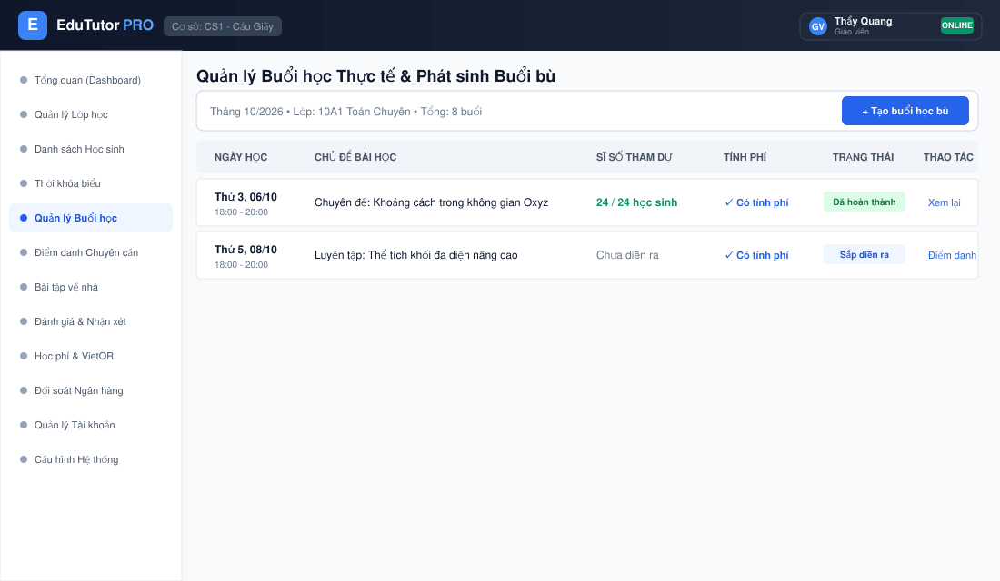 E EduTutor PRO Cơ sở: CS1 - Cầu Giấy GV Thầy Quang Giáo viên ONLINE
Tổng quan (Dashboard)
Quản lý Lớp học
Danh sách Học sinh
Thời khóa biểu
Quản lý Buổi học
Điểm danh Chuyên cần
Bài tập về nhà
Đánh giá & Nhận xét
Học phí & VietQR
Đối soát Ngân hàng
Quản lý Tài khoản
Cấu hình Hệ thống
Quản lý Buổi học Thực tế & Phát sinh Buổi bù
Tháng 10/2026 • Lớp: 10A1 Toán Chuyên • Tổng: 8 buổi + Tạo buổi học bù
NGÀY HỌC CHỦ ĐỀ BÀI HỌC SĨ SỐ THAM DỰ TÍNH PHÍ TRẠNG THÁI THAO TÁC
Thứ 3, 06/10 Chuyên đề: Khoảng cách trong không gian Oxyz 24 / 24 học sinh ✓ Có tính phí Đã hoàn thành Xem lại
18:00 - 20:00
Thứ 5, 08/10 Luyện tập: Thể tích khối đa diện nâng cao Chưa diễn ra ✓ Có tính phí Sắp diễn ra Điểm danh
18:00 - 20:00